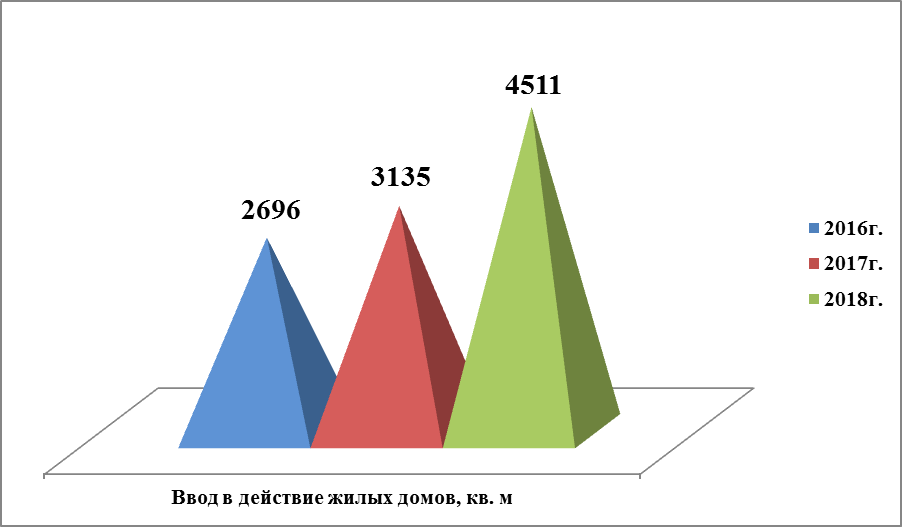 4511
3135
2696
2016г.
2017г.
2018г.
Ввод в действие жилых домов, кв. м